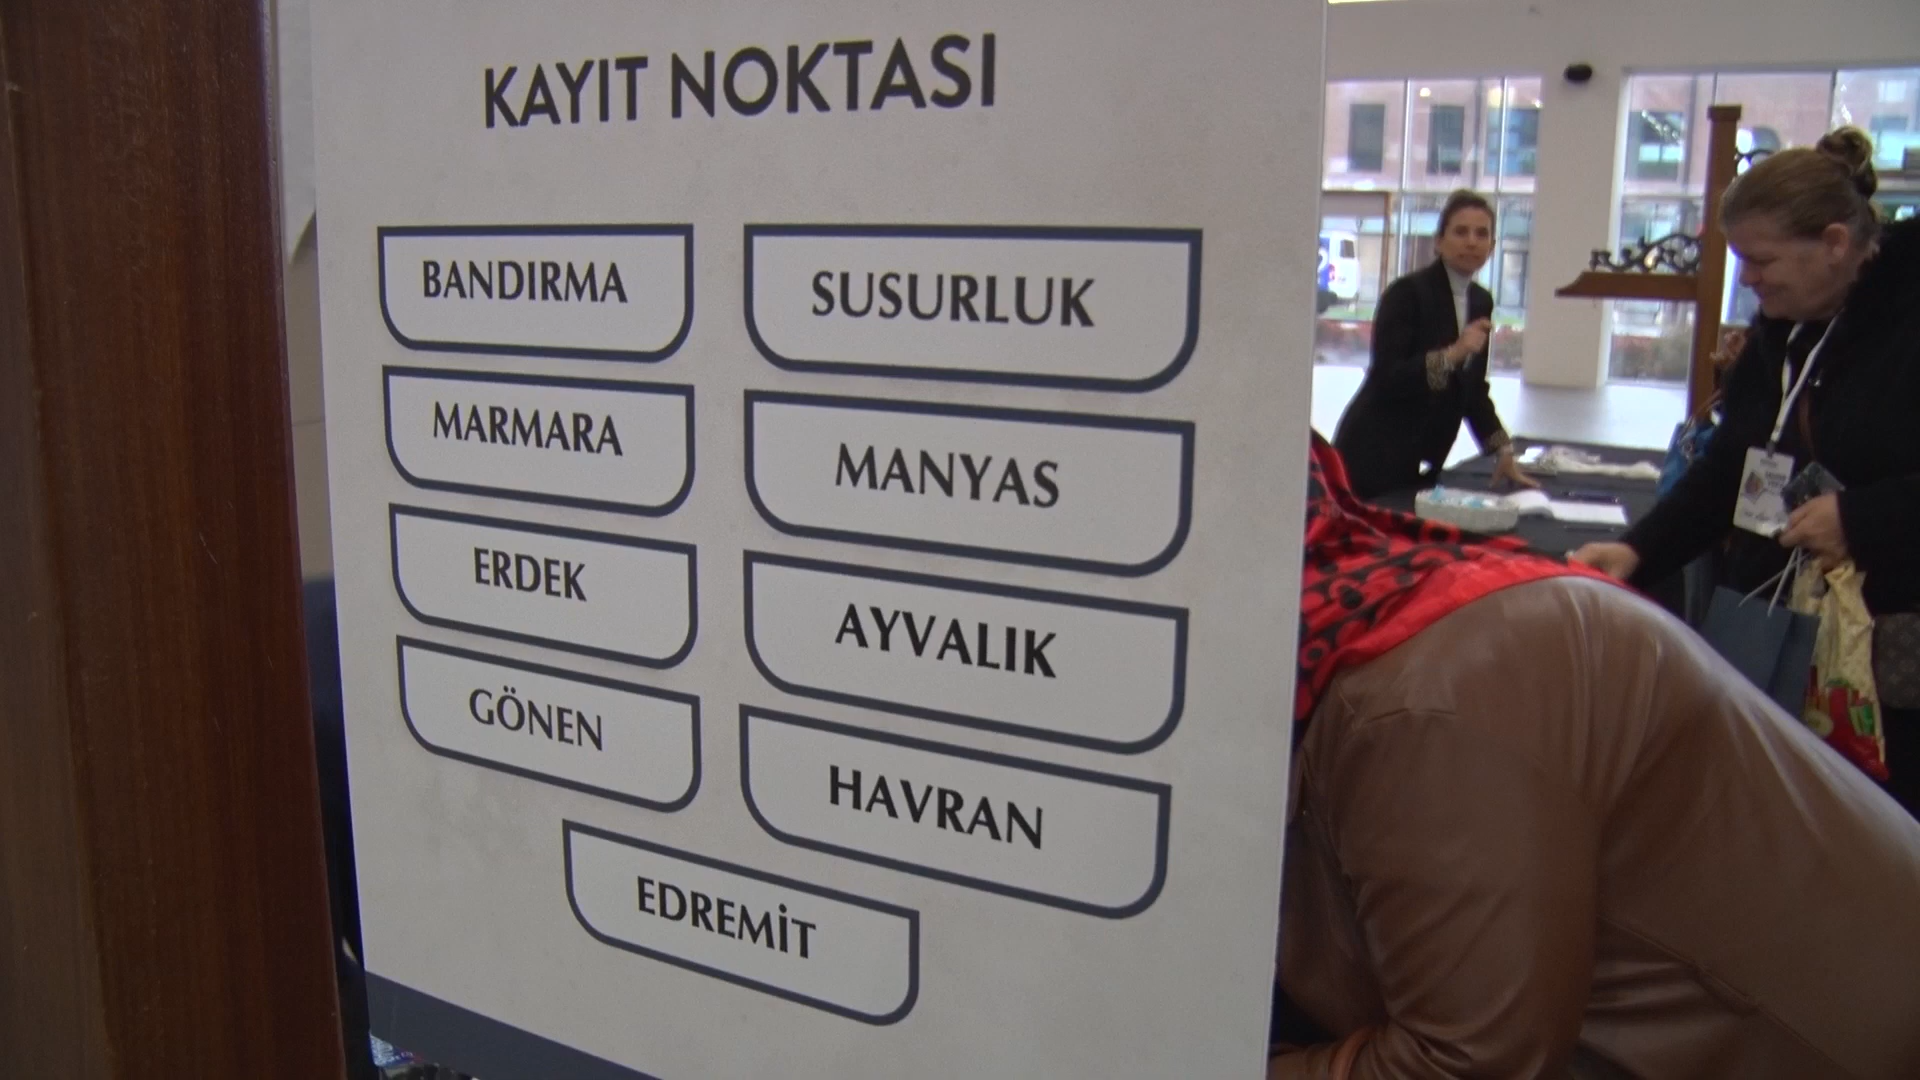 KAYIT NOKTASI
BANDIRMA
SUSURLUK
MARMARA
MANYAS
ERDEK
AYVALIK
GÖNEN
HAVRAN
EDREMİT